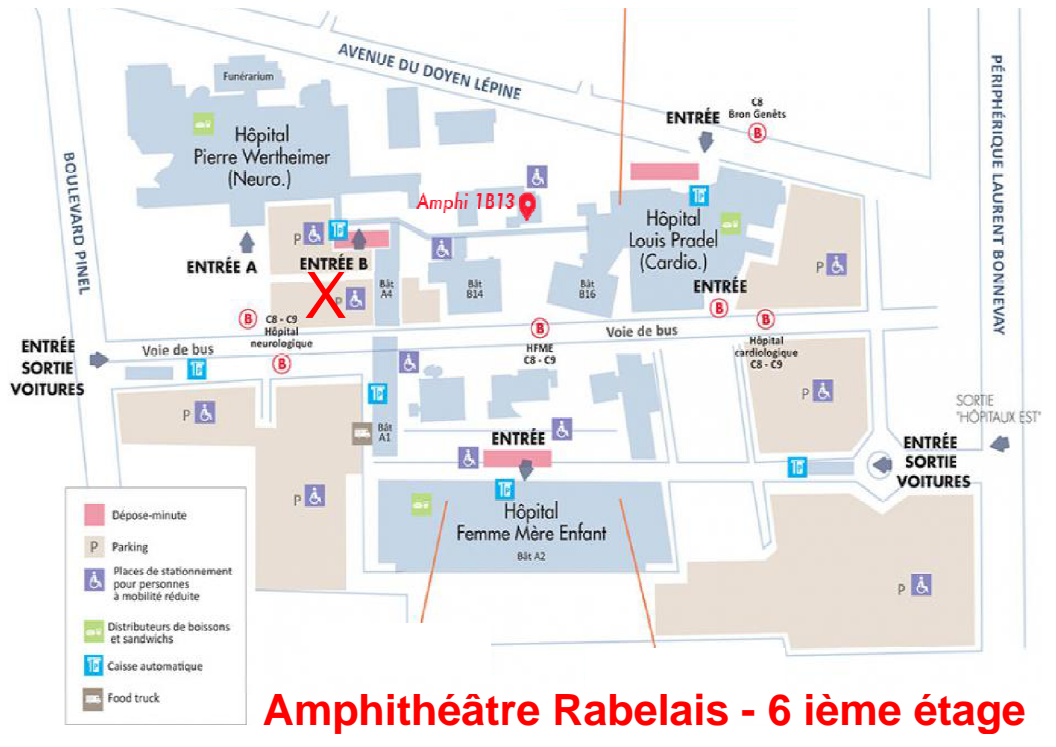 AVENUE DU DOYEN LÉPINE
PÉRIPHÉRIQUE LAURENT BONNEVAY
BOULEVARD PINEL
Funérarium
Hôpital
Pierre Wertheimer
(Neuro.)
C8
Bron Genêts
B
ENTRÉE
Amphi 1B13
Hôpital
Louis Pradel
(Cardio.)
P
P
ENTRÉE A
ENTRÉE B
X
P
Bât
A4
Bât
B14
Bât
B16
ENTRÉE
B
B
B
B
C8 - C9
Hôpital
neurologique
B
Voie de bus
Voie de bus
HFME
C8 - C9
Hôpital
cardiologique
C8 - C9
ENTRÉE
SORTIE
VOITURES
P
P
Bât
A1
ENTRÉE
SORTIE
"HÔPITAUX EST"
ENTRÉE
SORTIE
VOITURES
P
Hôpital
Femme Mère Enfant
Bât A2
P
Dépose-minute
P Parking
Places de stationnement
pour personnes
à mobilité réduite
Distributeurs de boissons
et sandwichs
Caisse automatique
Food truck
Amphithéâtre Rabelais - 6 ième étage